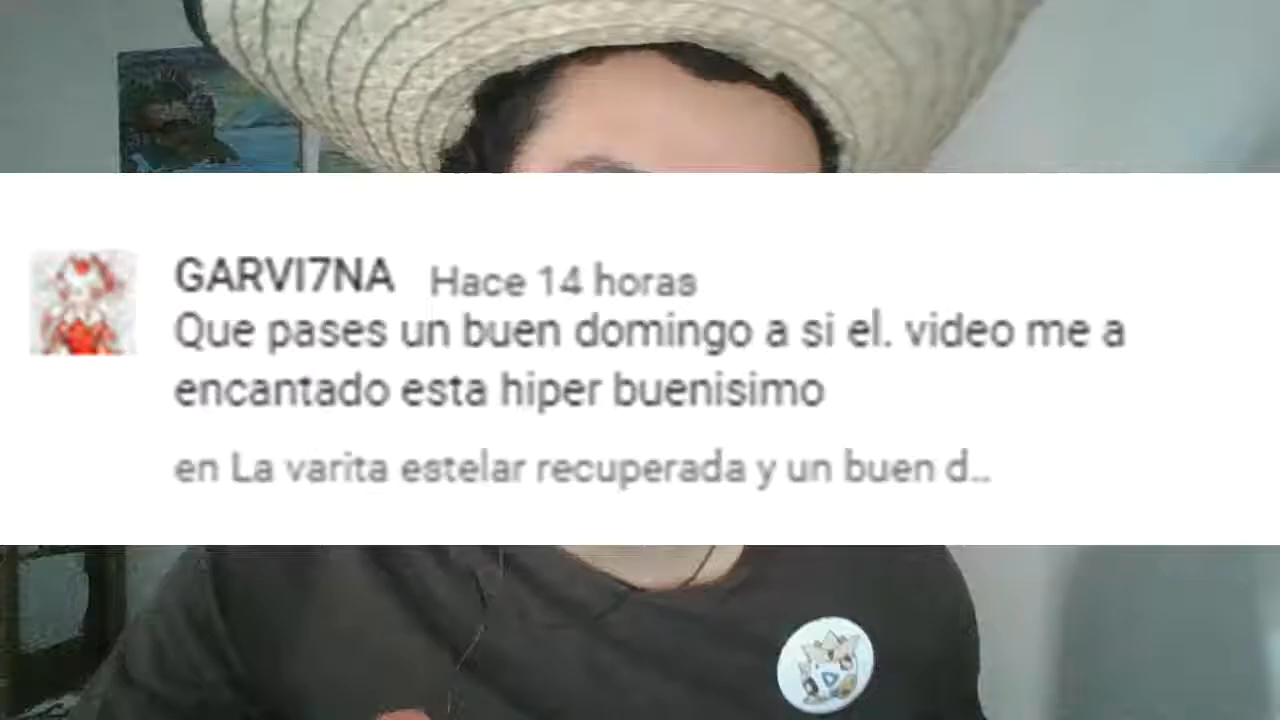 GARVI7NA Hace 14 horas
Que pases un buen domingo a si el. video me a
encantado esta hiper buenisimo
en La varita estelar recuperada y un buen d..